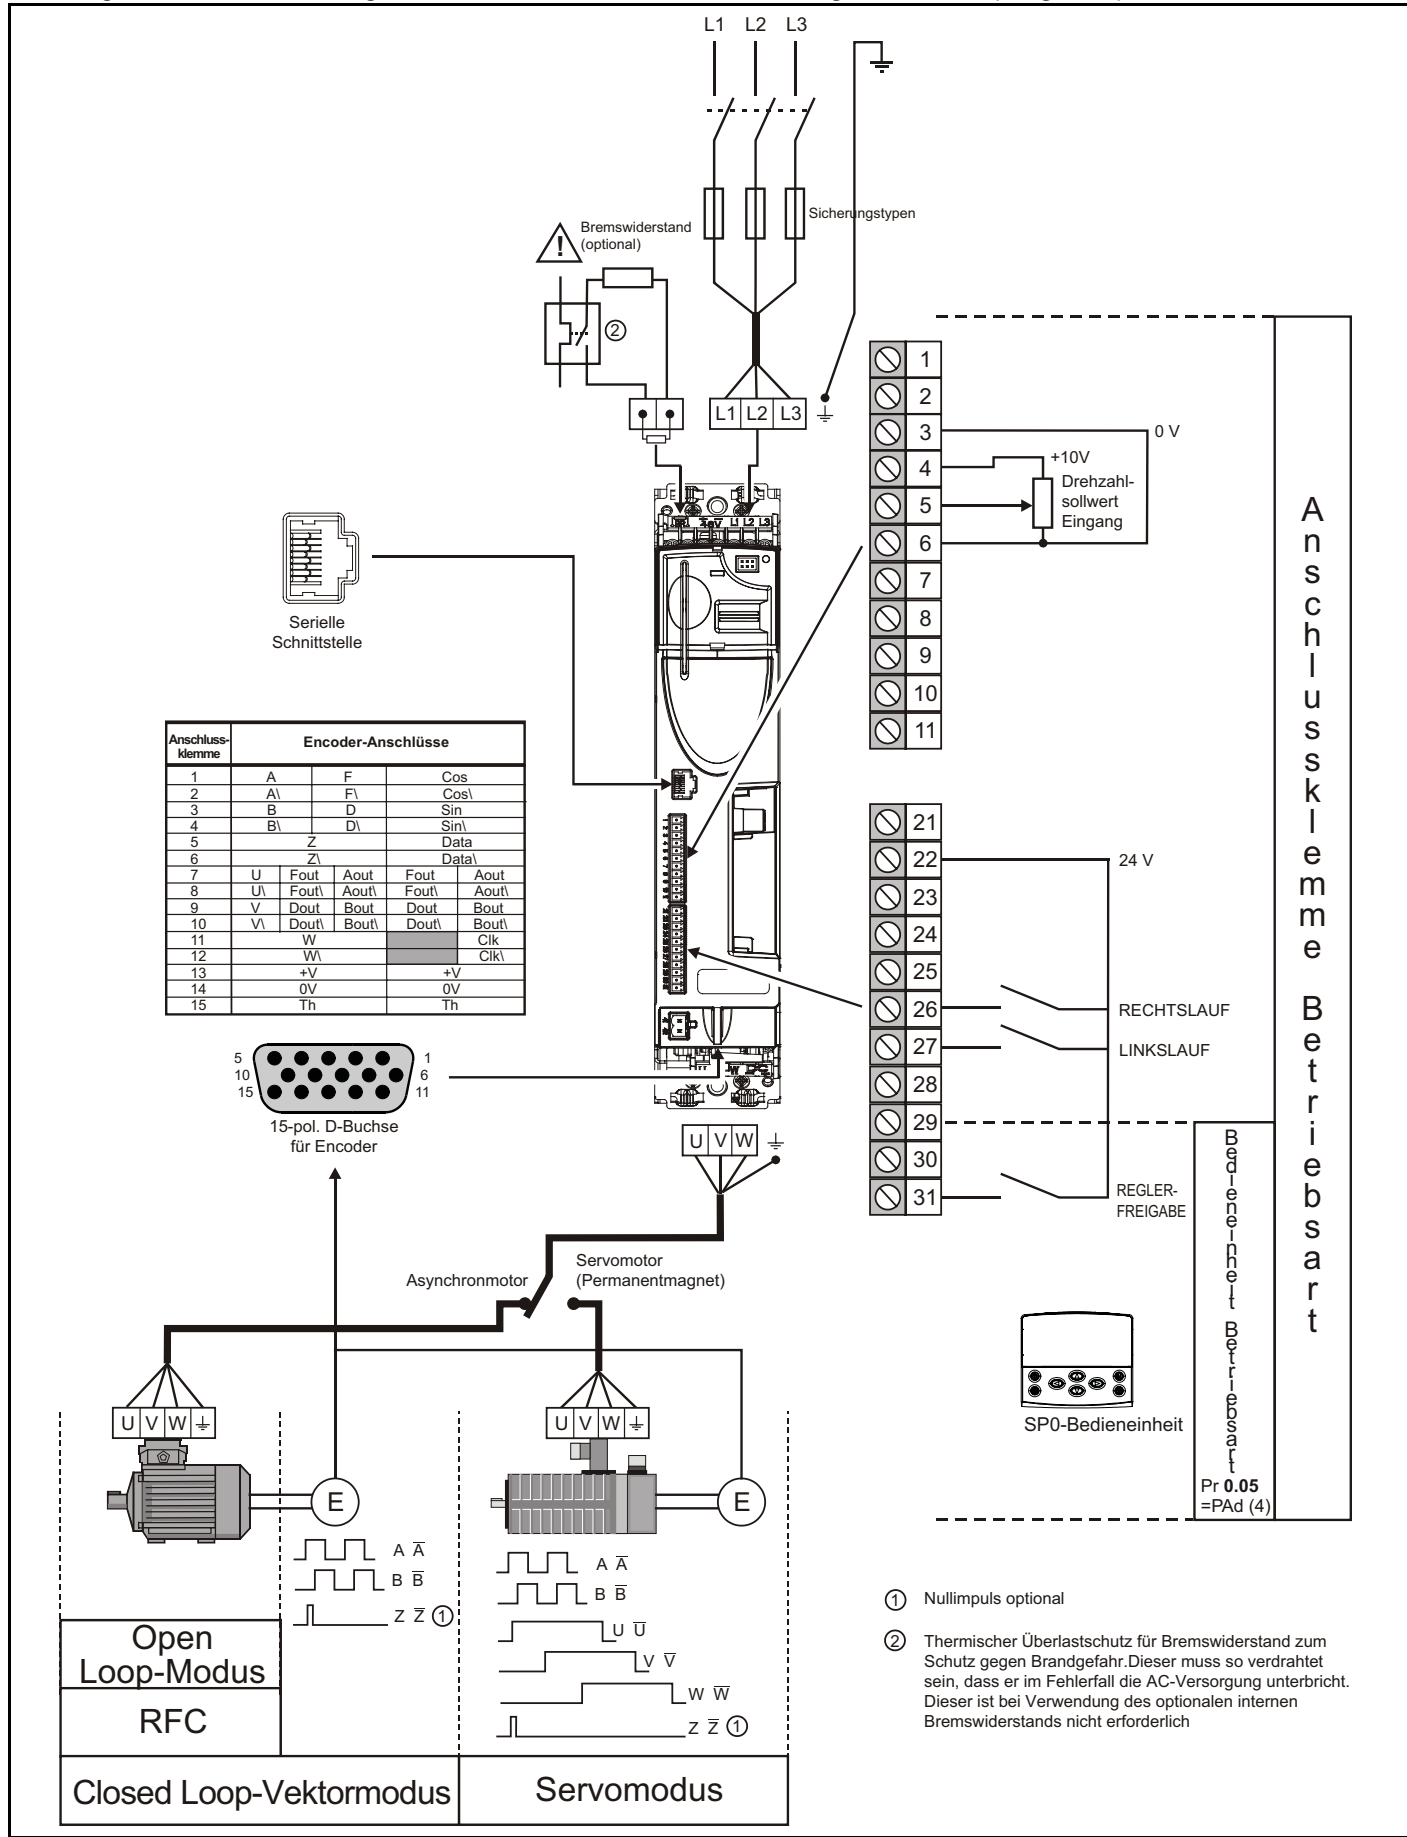 L1 L2 L3
Sicherungstypen
Bremswiderstand
(optional)
!
2
L1 L2 L3
1
2
3
4
5
6
7
8
9
10
11
0 V
+10V
Drehzahl-
sollwert
Eingang
48V L1 L2 L3
Serielle
Schnittstelle
Anschluss-
klemme
Encoder-Anschlüsse
1 A F Cos
2 A\ F\ Cos\
3 B D Sin
4 B\ D\ Sin\
5 Z Data
6 Z\ Data\
7 U Fout Aout Fout Aout
8 U\ Fout\ Aout\ Fout\ Aout\
9 V Dout Bout Dout Bout
10 V\ Dout\ Bout\ Dout\ Bout\
11 W Clk
12 W\ Clk\
13 +V +V
14 0V 0V
15 Th Th
5 1
10 6
15 11
15-pol. D-Buchse
für Encoder
21
22
23
24
25
26
27
28
29
30
31
24 V
RECHTSLAUF
LINKSLAUF
REGLER-
FREIGABE
Anschlussklemme Betriebsart
Bedieneinheit Betriebsart
Pr 0.05
=PAd (4)
SP0-Bedieneinheit
U V W
Asynchronmotor
Servomotor
(Permanentmagnet)
U V W
U V W
E
E
A A̅
B B̅
Z Z̅ ①
A A̅
B B̅
U U̅
V V̅
W W̅
Z Z̅ ①
Open
Loop-Modus
RFC
Closed Loop-Vektormodus
Servomodus
① Nullimpuls optional
② Thermischer Überlastschutz für Bremswiderstand zum
Schutz gegen Brandgefahr.Dieser muss so verdrahtet
sein, dass er im Fehlerfall die AC-Versorgung unterbricht.
Dieser ist bei Verwendung des optionalen internen
Bremswiderstands nicht erforderlich